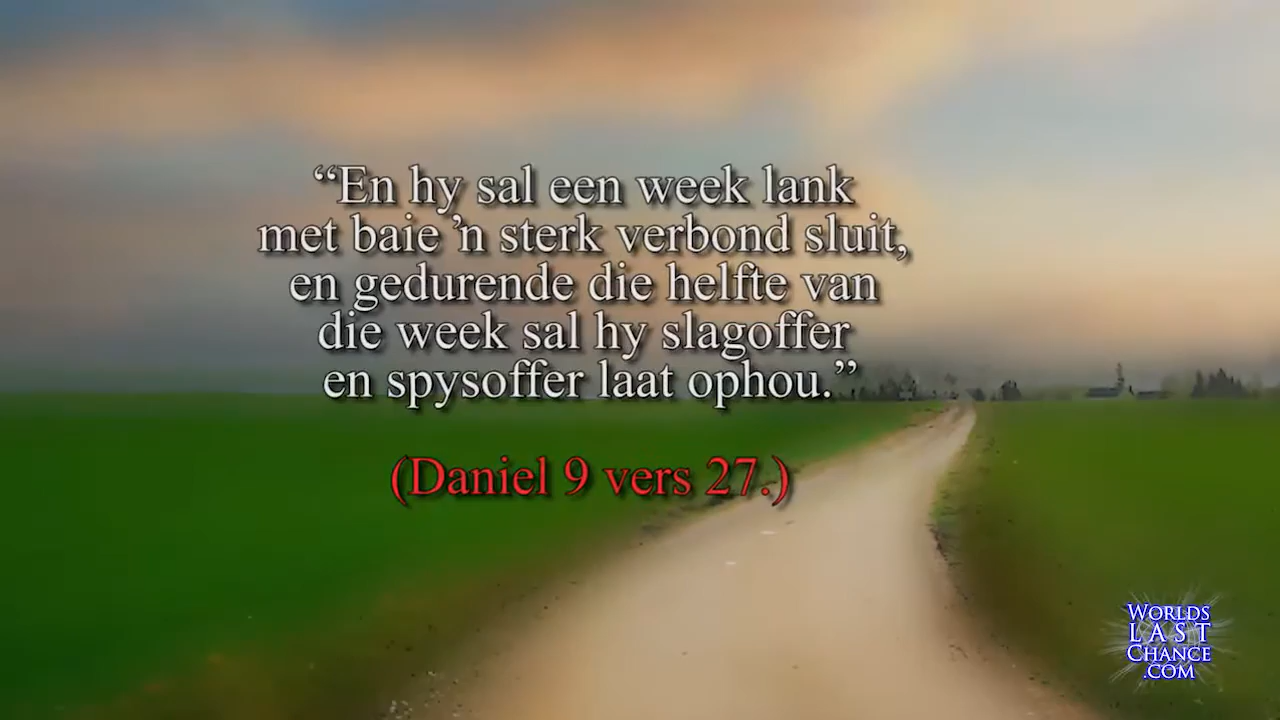 “En hy sal een week lank
met baie ’n sterk verbond sluit,
en gedurende die helfte van
die week sal hy slagoffer
en spysoffer laat ophou.”
(Daniel 9 vers 27.)
WORLDS
LAST
CHANCE
.COM